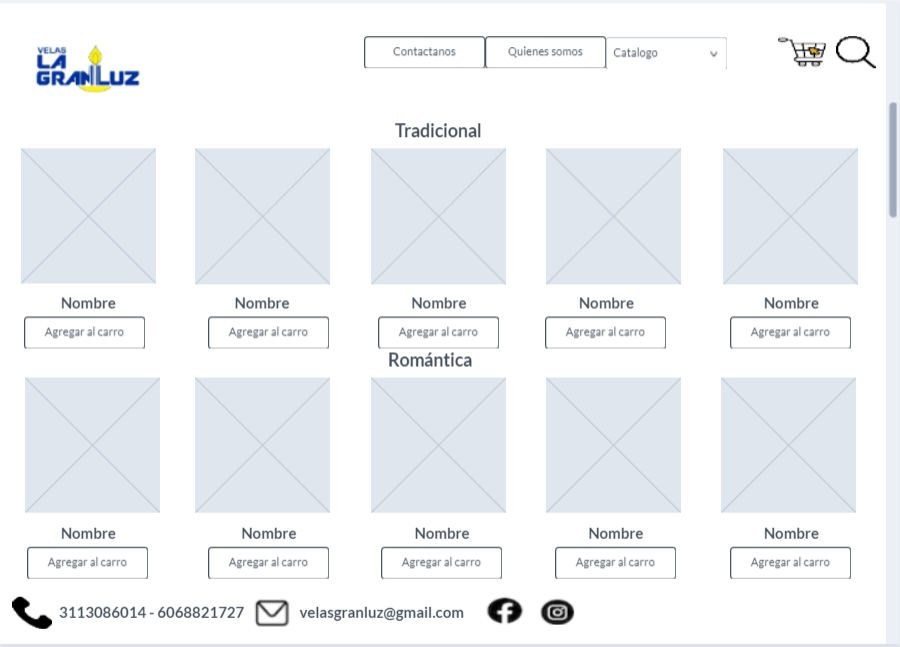 VELAS
LA
GRANLUZ
Contactanos
Quienes somos
Catalogo
Tradicional
Nombre Nombre Nombre Nombre Nombre
Agregar al carro Agregar al carro Agregar al carro Agregar al carro Agregar al carro
Romántica
Nombre Nombre Nombre Nombre Nombre
Agregar al carro Agregar al carro Agregar al carro Agregar al carro Agregar al carro
3113086014 - 6068821727 velasgranluz@gmail.com